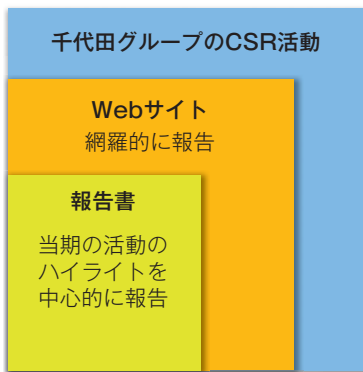 千代田グループのCSR活動
Webサイト
網羅的に報告
報告書
当期の活動の
ハイライトを
中心的に報告